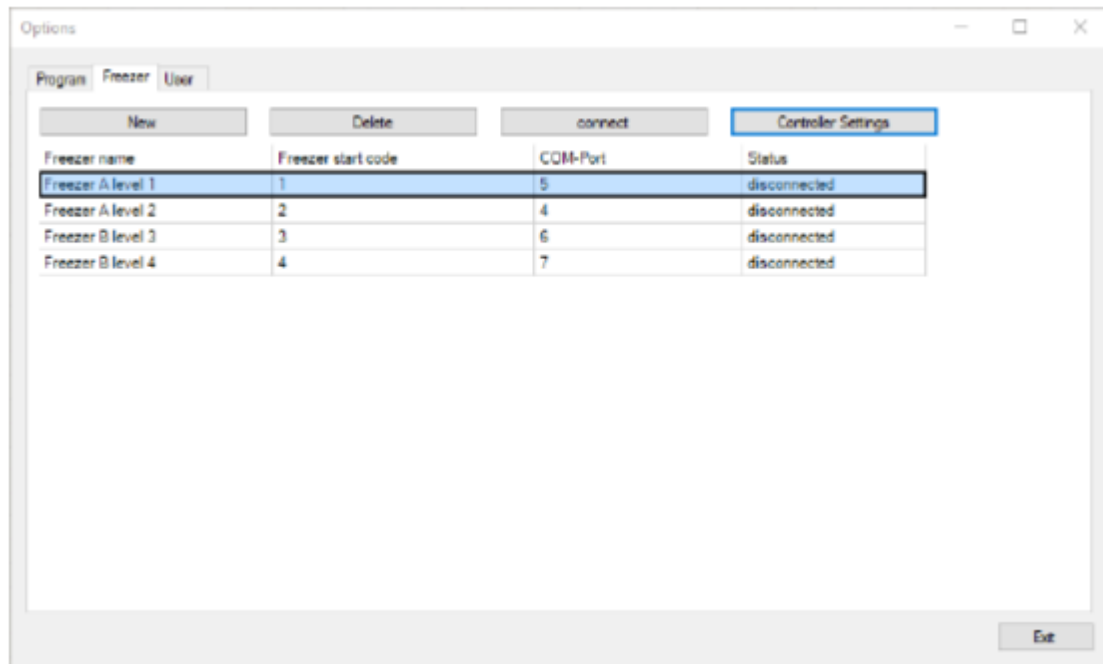 Options
Program Freezer User
New Delete connect Controller Settings
Freezer name Freezer start code COM-Port Status
Freezer A level 1 1 5 disconnected
Freezer A level 2 2 4 disconnected
Freezer B level 3 3 6 disconnected
Freezer B level 4 4 7 disconnected
Exit